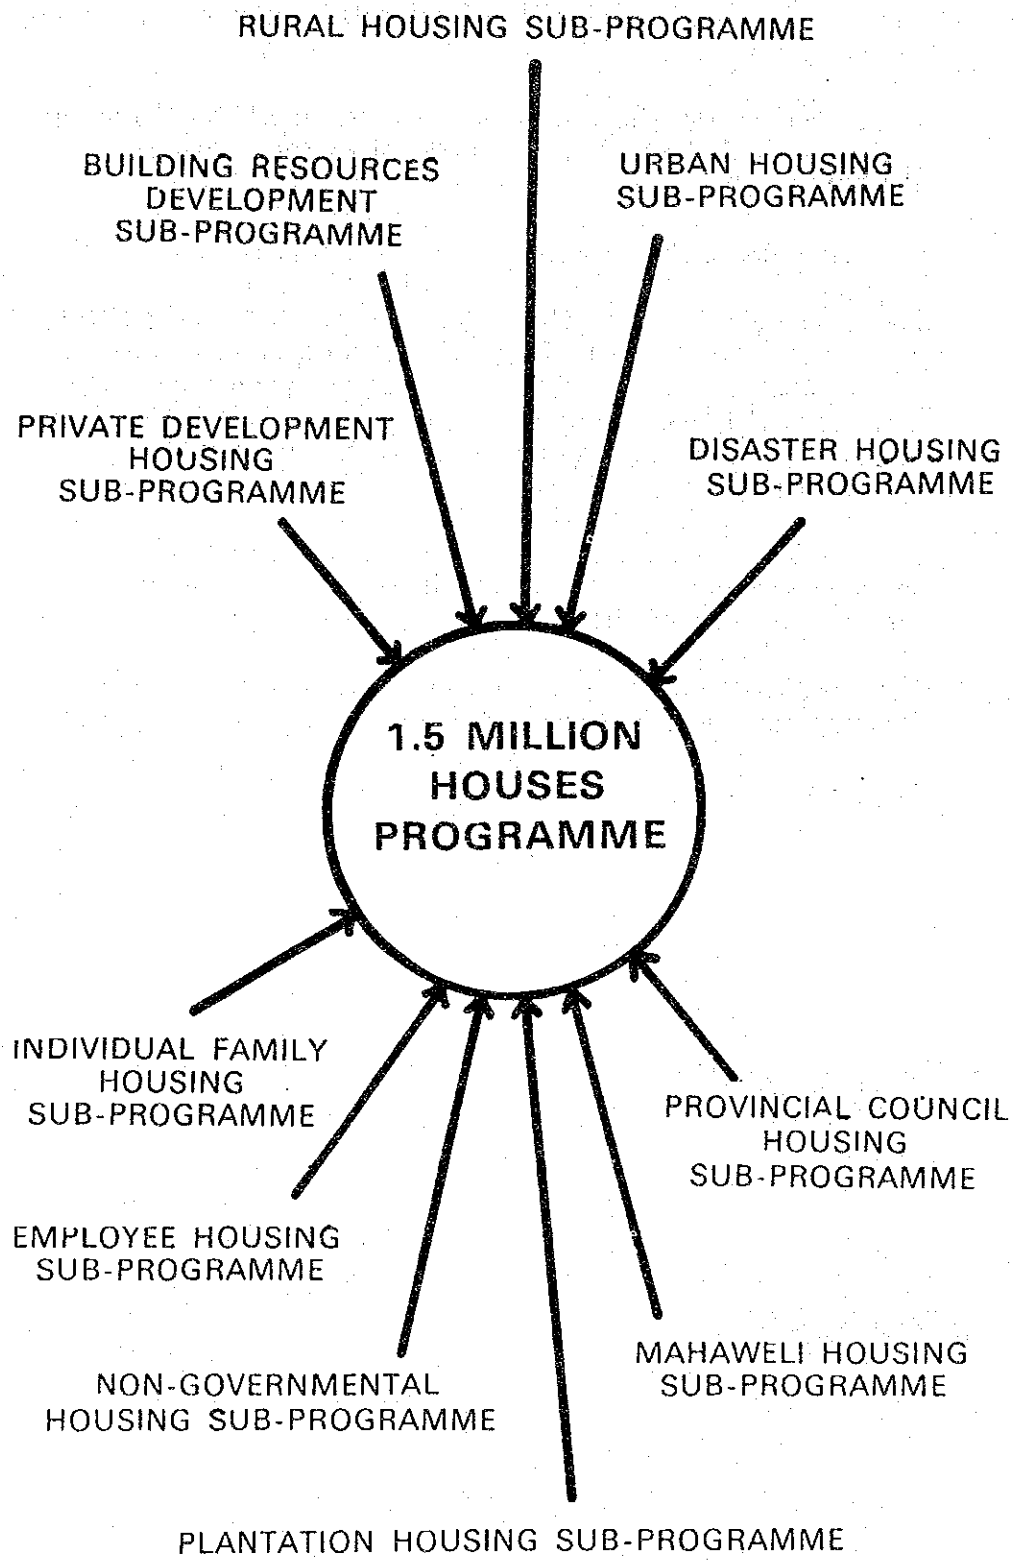 RURAL HOUSING SUB-PROGRAMME
BUILDING RESOURCES
DEVELOPMENT
SUB-PROGRAMME
URBAN HOUSING
SUB-PROGRAMME
PRIVATE DEVELOPMENT
HOUSING
SUB-PROGRAMME
DISASTER HOUSING
SUB-PROGRAMME
1.5 MILLION
HOUSES
PROGRAMME
INDIVIDUAL FAMILY
HOUSING
SUB-PROGRAMME
PROVINCIAL COUNCIL
HOUSING
SUB-PROGRAMME
EMPLOYEE HOUSING
SUB-PROGRAMME
MAHAWELI HOUSING
SUB-PROGRAMME
NON-GOVERNMENTAL
HOUSING SUB-PROGRAMME
PLANTATION HOUSING SUB-PROGRAMME